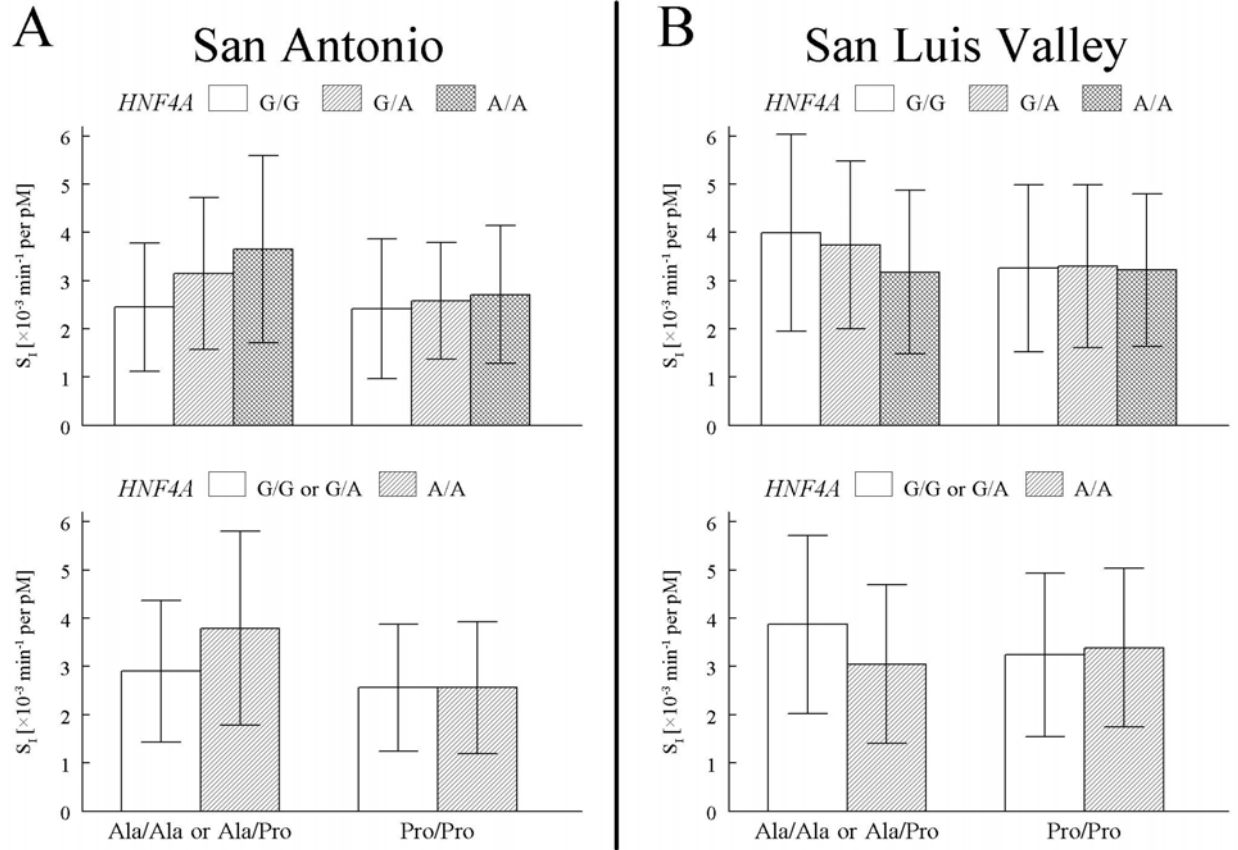 A
San Antonio
HNF4A G/G G/A A/A
S_I [×10⁻³ min⁻¹ per pM]
6
5
4
3
2
1
0
HNF4A G/G or G/A A/A
S_I [×10⁻³ min⁻¹ per pM]
6
5
4
3
2
1
0
Ala/Ala or Ala/Pro Pro/Pro
B
San Luis Valley
HNF4A G/G G/A A/A
S_I [×10⁻³ min⁻¹ per pM]
6
5
4
3
2
1
0
HNF4A G/G or G/A A/A
S_I [×10⁻³ min⁻¹ per pM]
6
5
4
3
2
1
0
Ala/Ala or Ala/Pro Pro/Pro